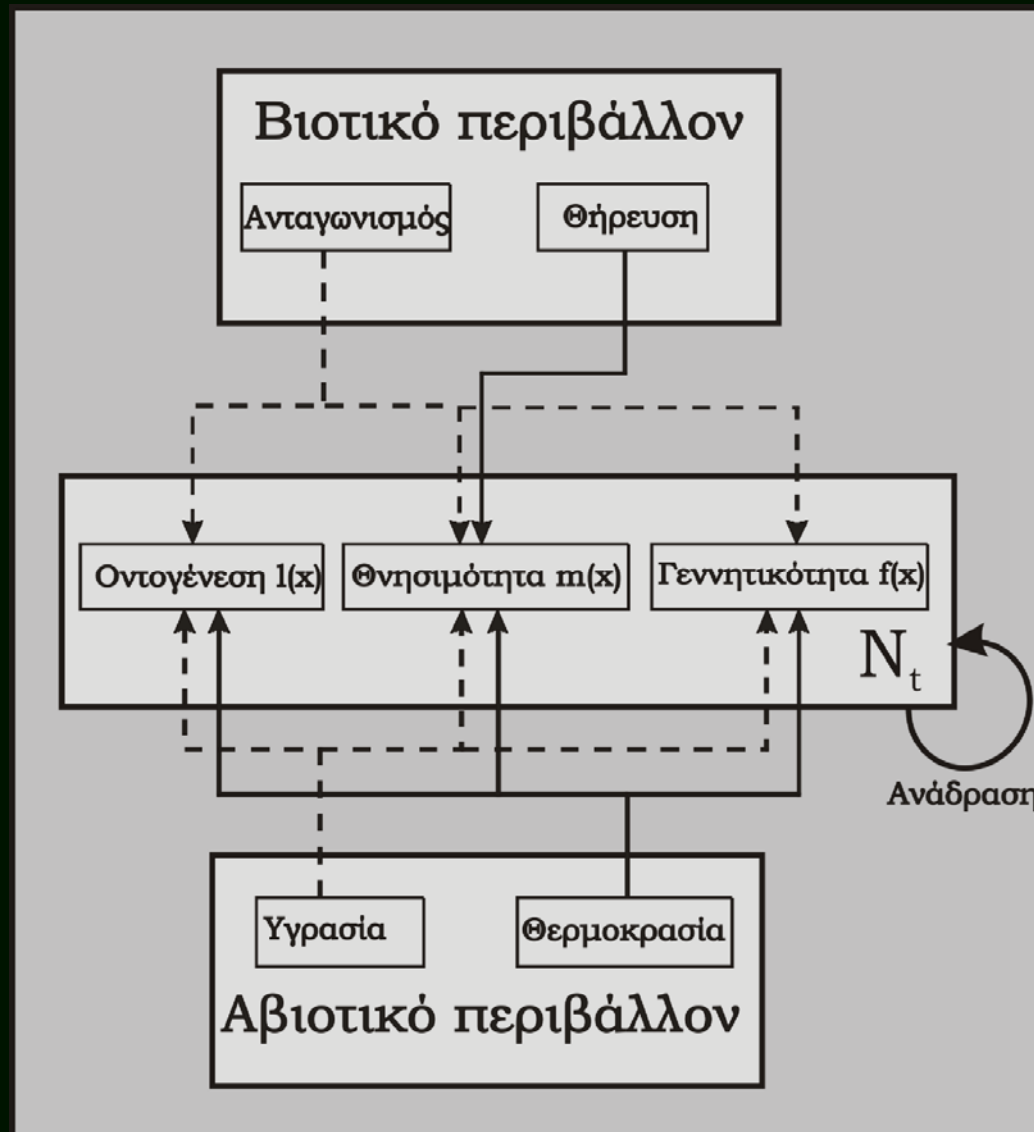 Βιοτικό περιβάλλον
Ανταγωνισμός
Θήρευση
Οντογένεση l(x)
Θνησιμότητα m(x)
Γεννητικότητα f(x)
Nt
Ανάδραση
Υγρασία
Θερμοκρασία
Αβιοτικό περιβάλλον